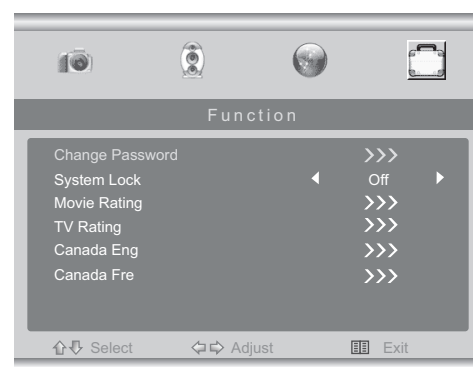 Function
Change Password >>>
System Lock Off
Movie Rating >>>
TV Rating >>>
Canada Eng >>>
Canada Fre >>>
Select Adjust Exit